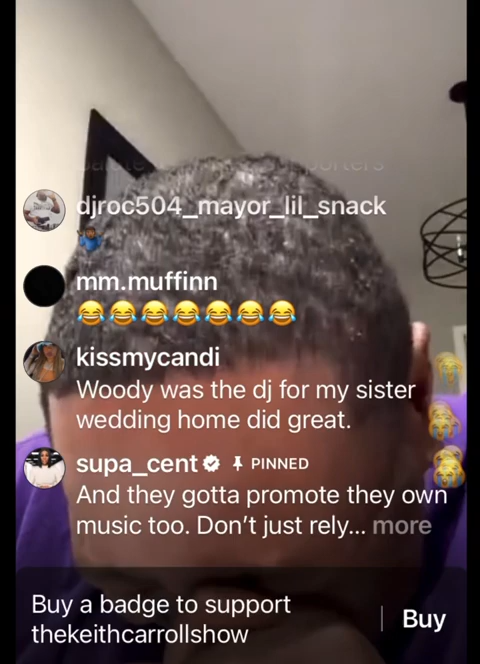 djroc504_mayor_lil_snack
mm.muffinn
😂😂😂😂😂😂😂
kissmycandi
Woody was the dj for my sister
wedding home did great.
supa_cent PINNED
And they gotta promote they own
music too. Don't just rely... more
Buy a badge to support
thekeithcarrollshow
Buy